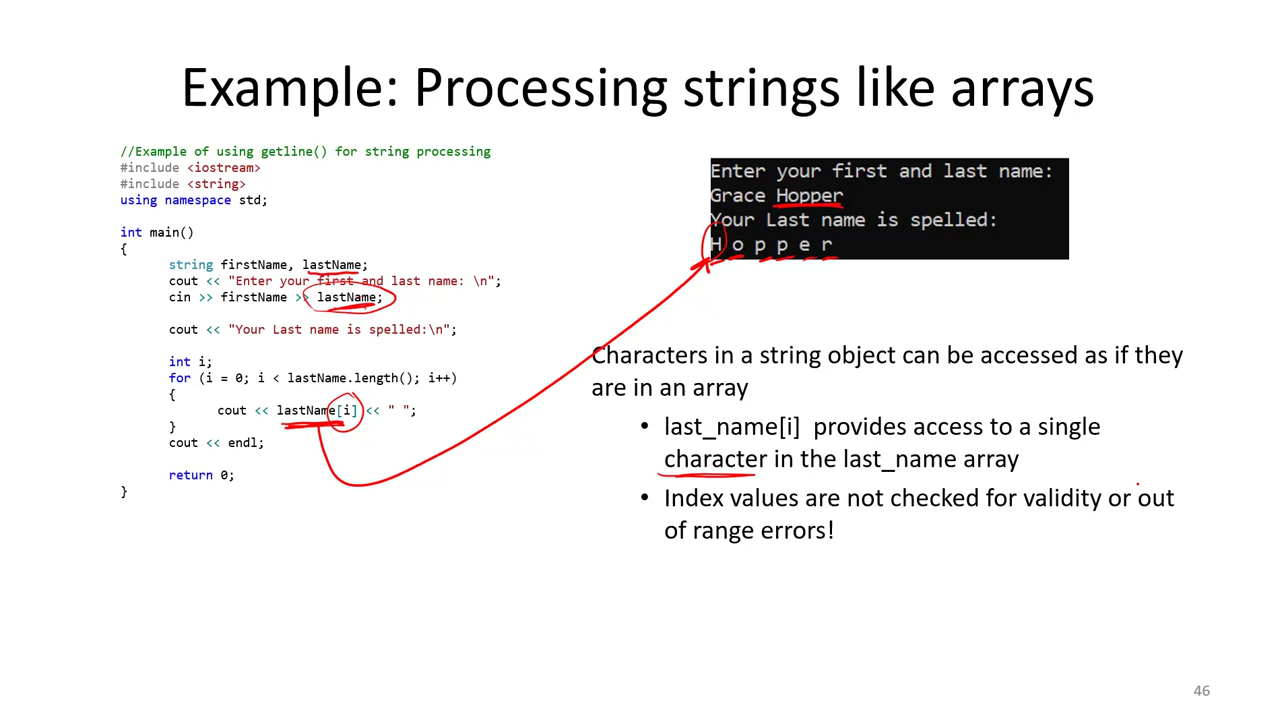 Example: Processing strings like arrays
//Example of using getline() for string processing
#include <iostream>
#include <string>
using namespace std;
int main()
{
string firstName, lastName;
cout << "Enter your first and last name: \n";
cin >> firstName >> lastName;
cout << "Your Last name is spelled:\n";
int i;
for (i = 0; i < lastName.length(); i++)
{
cout << lastName[i] << " ";
}
cout << endl;
return 0;
}
Enter your first and last name:
Grace Hopper
Your Last name is spelled:
H o p p e r
Characters in a string object can be accessed as if they
are in an array
• last_name[i]  provides access to a single
character in the last_name array
• Index values are not checked for validity or out
of range errors!
46